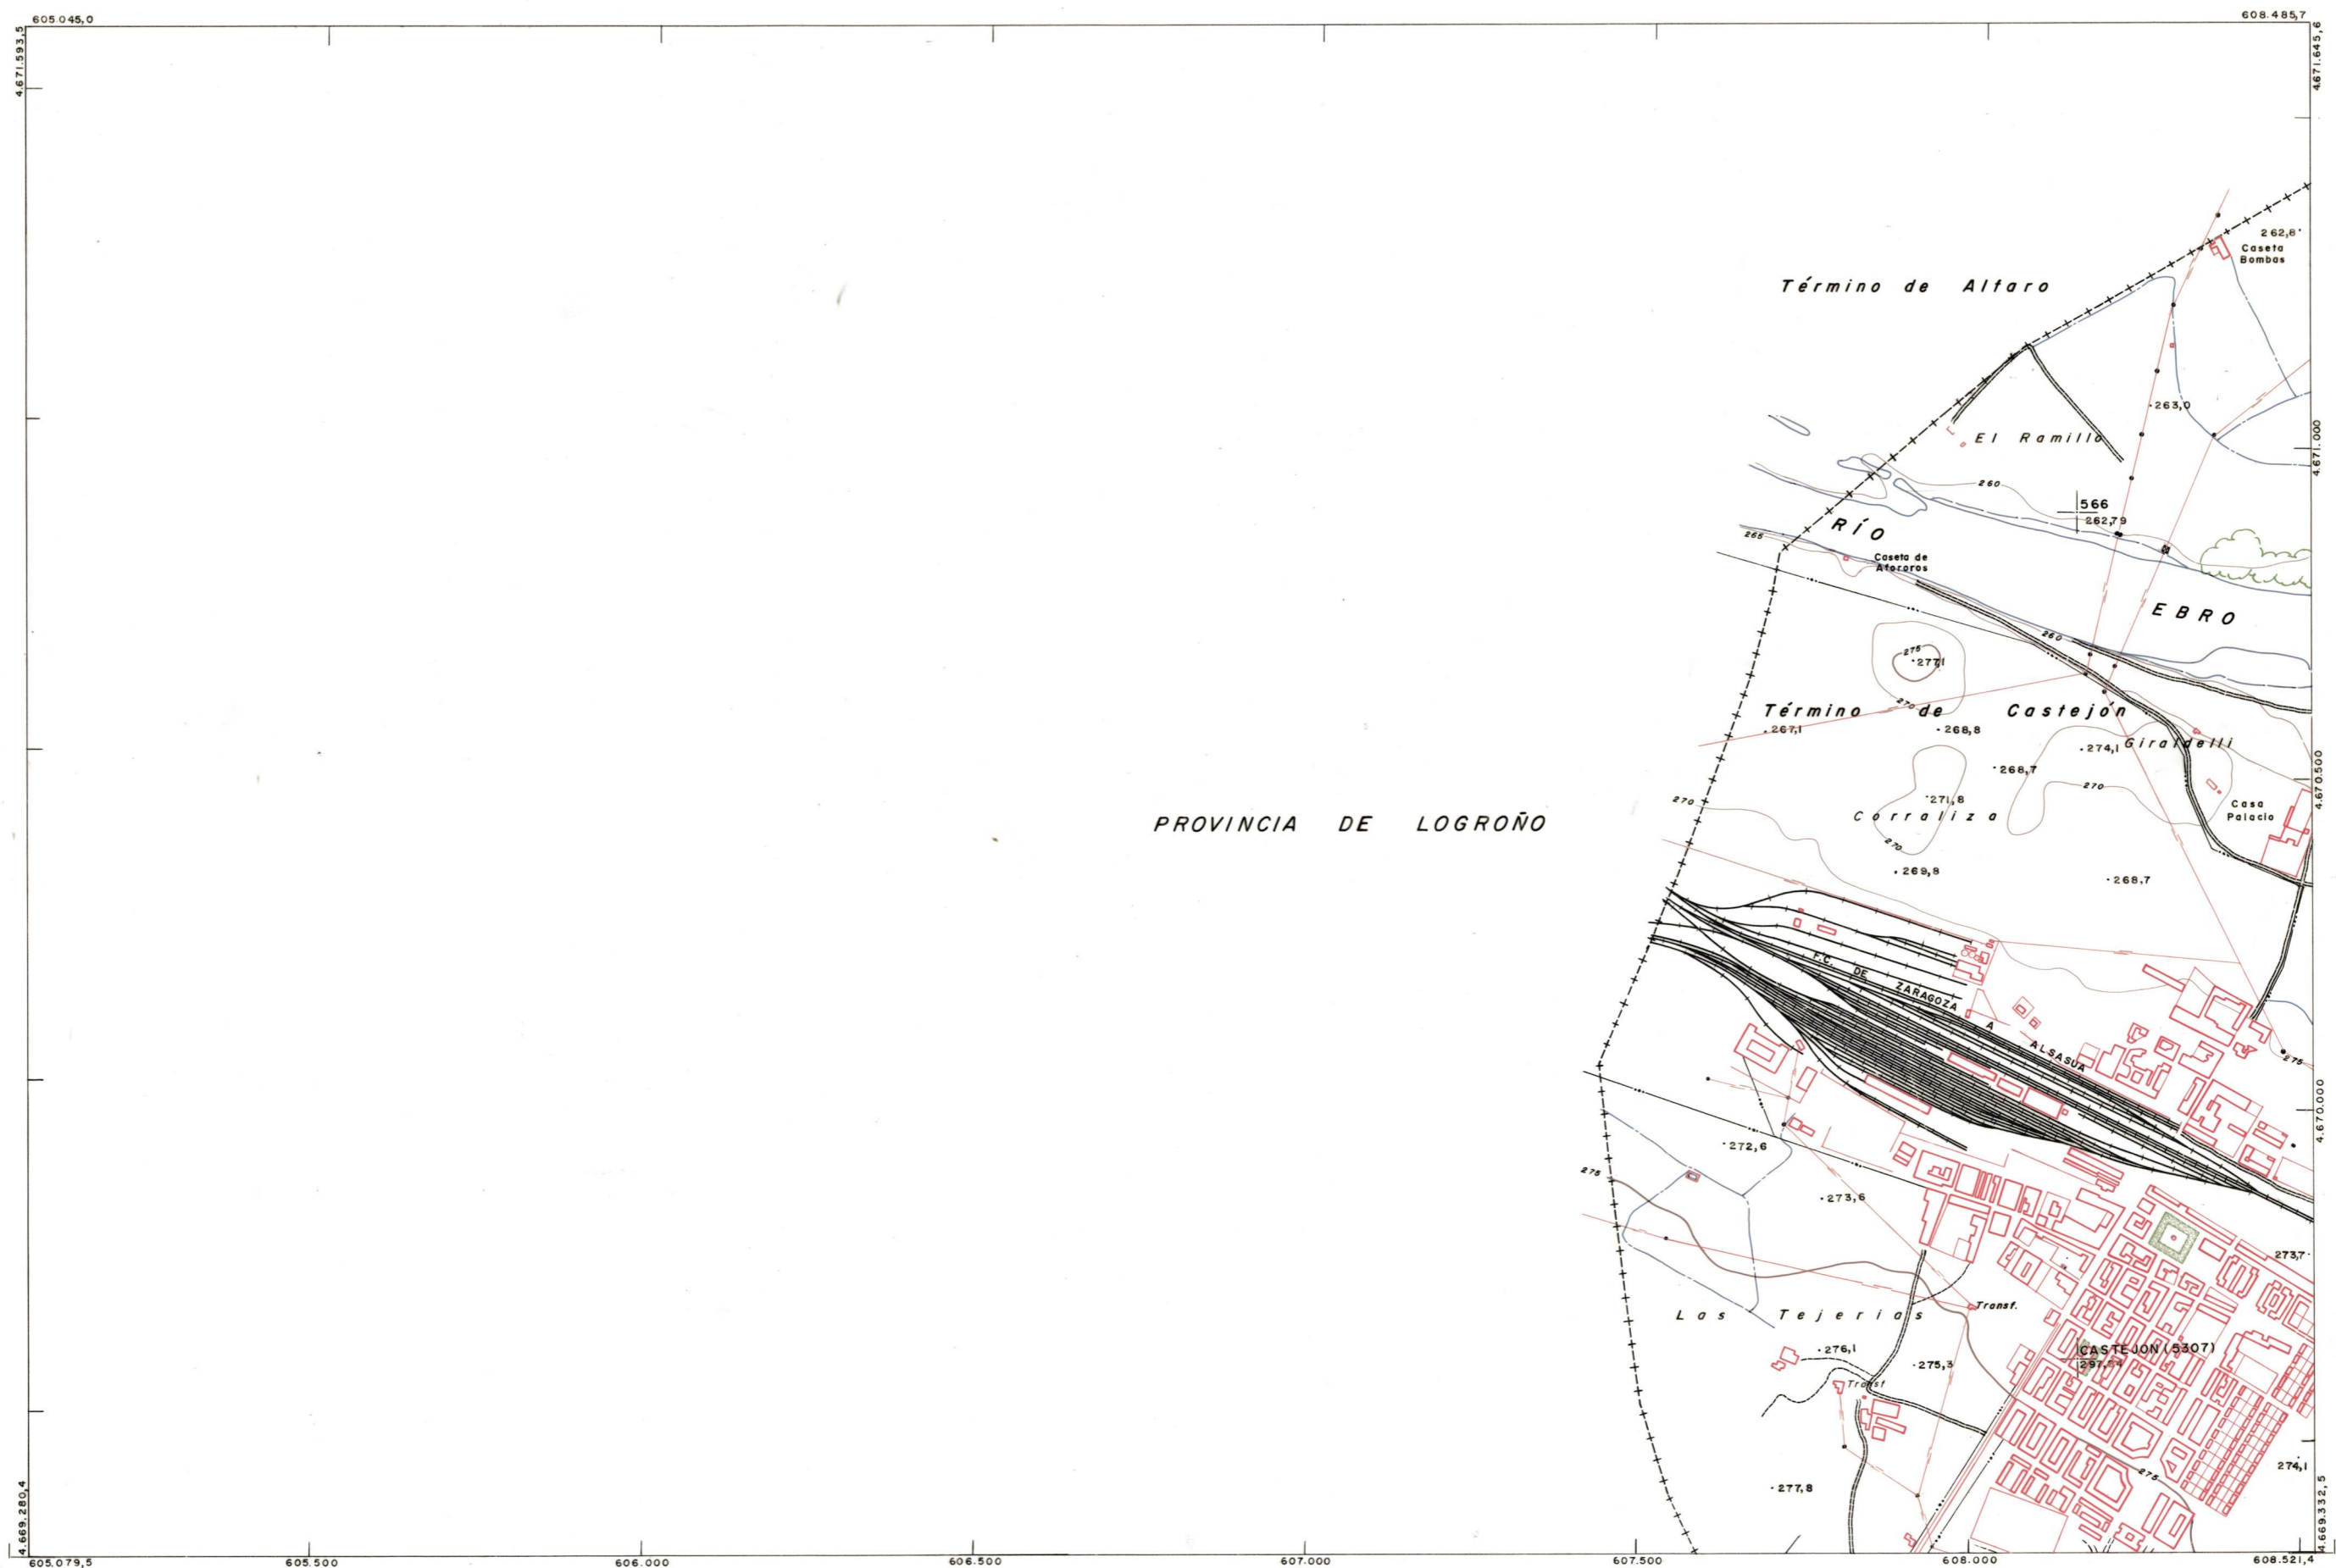 605.045,0
608.485,7
4.671.593,5
4.671.645,6
262,8
Caseta
Bombas
Término de Alfaro
263,0
El Ramillo
4.671.000
260
566
262,79
RÍO
265
Caseta de
Afororos
EBRO
260
275
277,1
270
Término de Castejón
267,1
268,8
274,1
Giraldelli
268,7
4.670.500
270
270
271,8
Casa
Palacio
Corraliza
PROVINCIA DE LOGROÑO
270
269,8
268,7
F.C. DE ZARAGOZA A ALSASUA
275
4.670.000
272,6
275
273,6
273,7
Transf.
Las Tejerias
CASTEJON (5307)
276,1
275,3
Transf
275
274,1
277,8
4.669.280,4
4.669.332,5
605.079,5
605.500
606.000
606.500
607.000
607.500
608.000
608.521,4